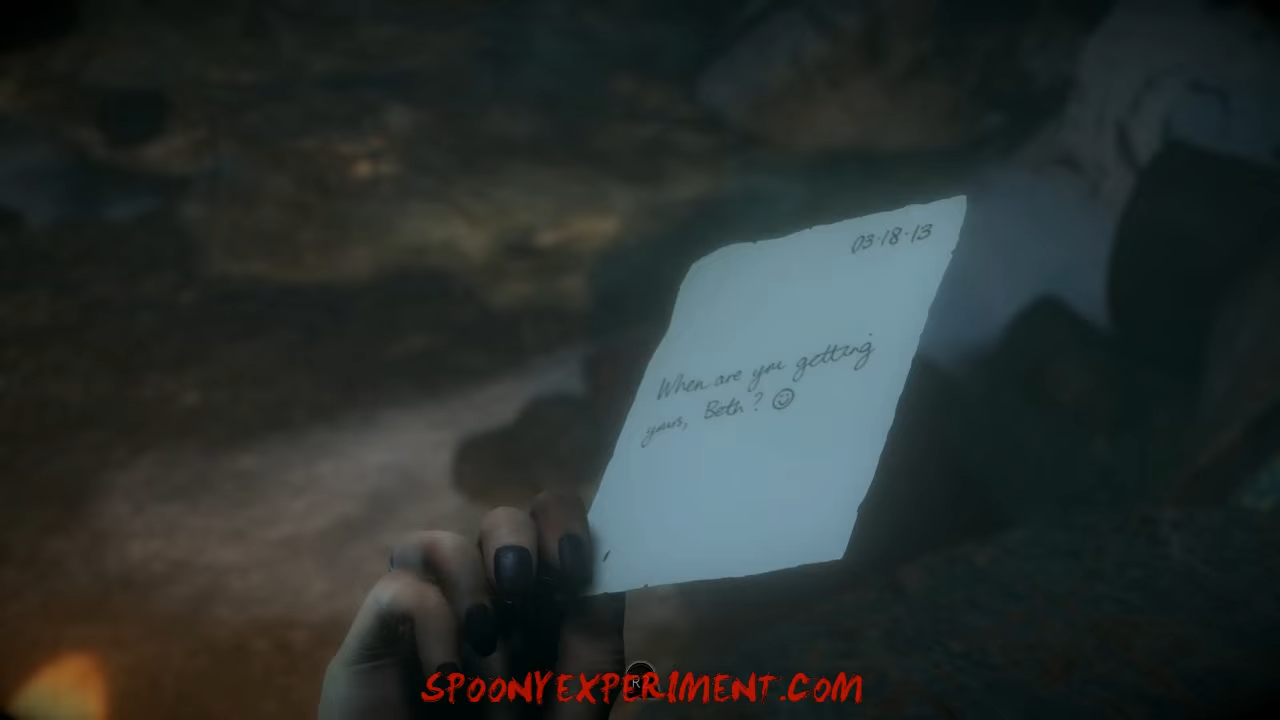 03·18·13
When are you getting
yours, Beth? ☺
R
SPOONYEXPERIMENT.COM